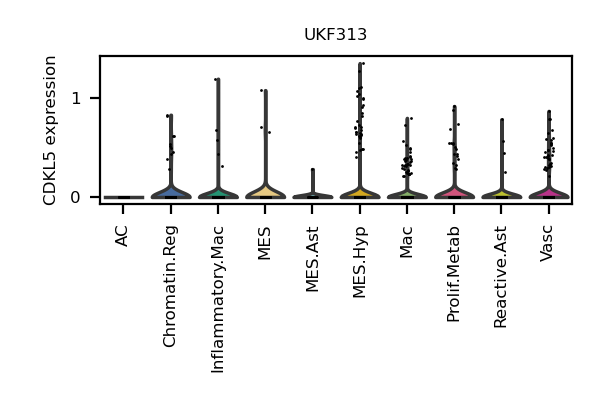 UKF313
CDKL5 expression
1
0
AC
Chromatin.Reg
Inflammatory.Mac
MES
MES.Ast
MES.Hyp
Mac
Prolif.Metab
Reactive.Ast
Vasc